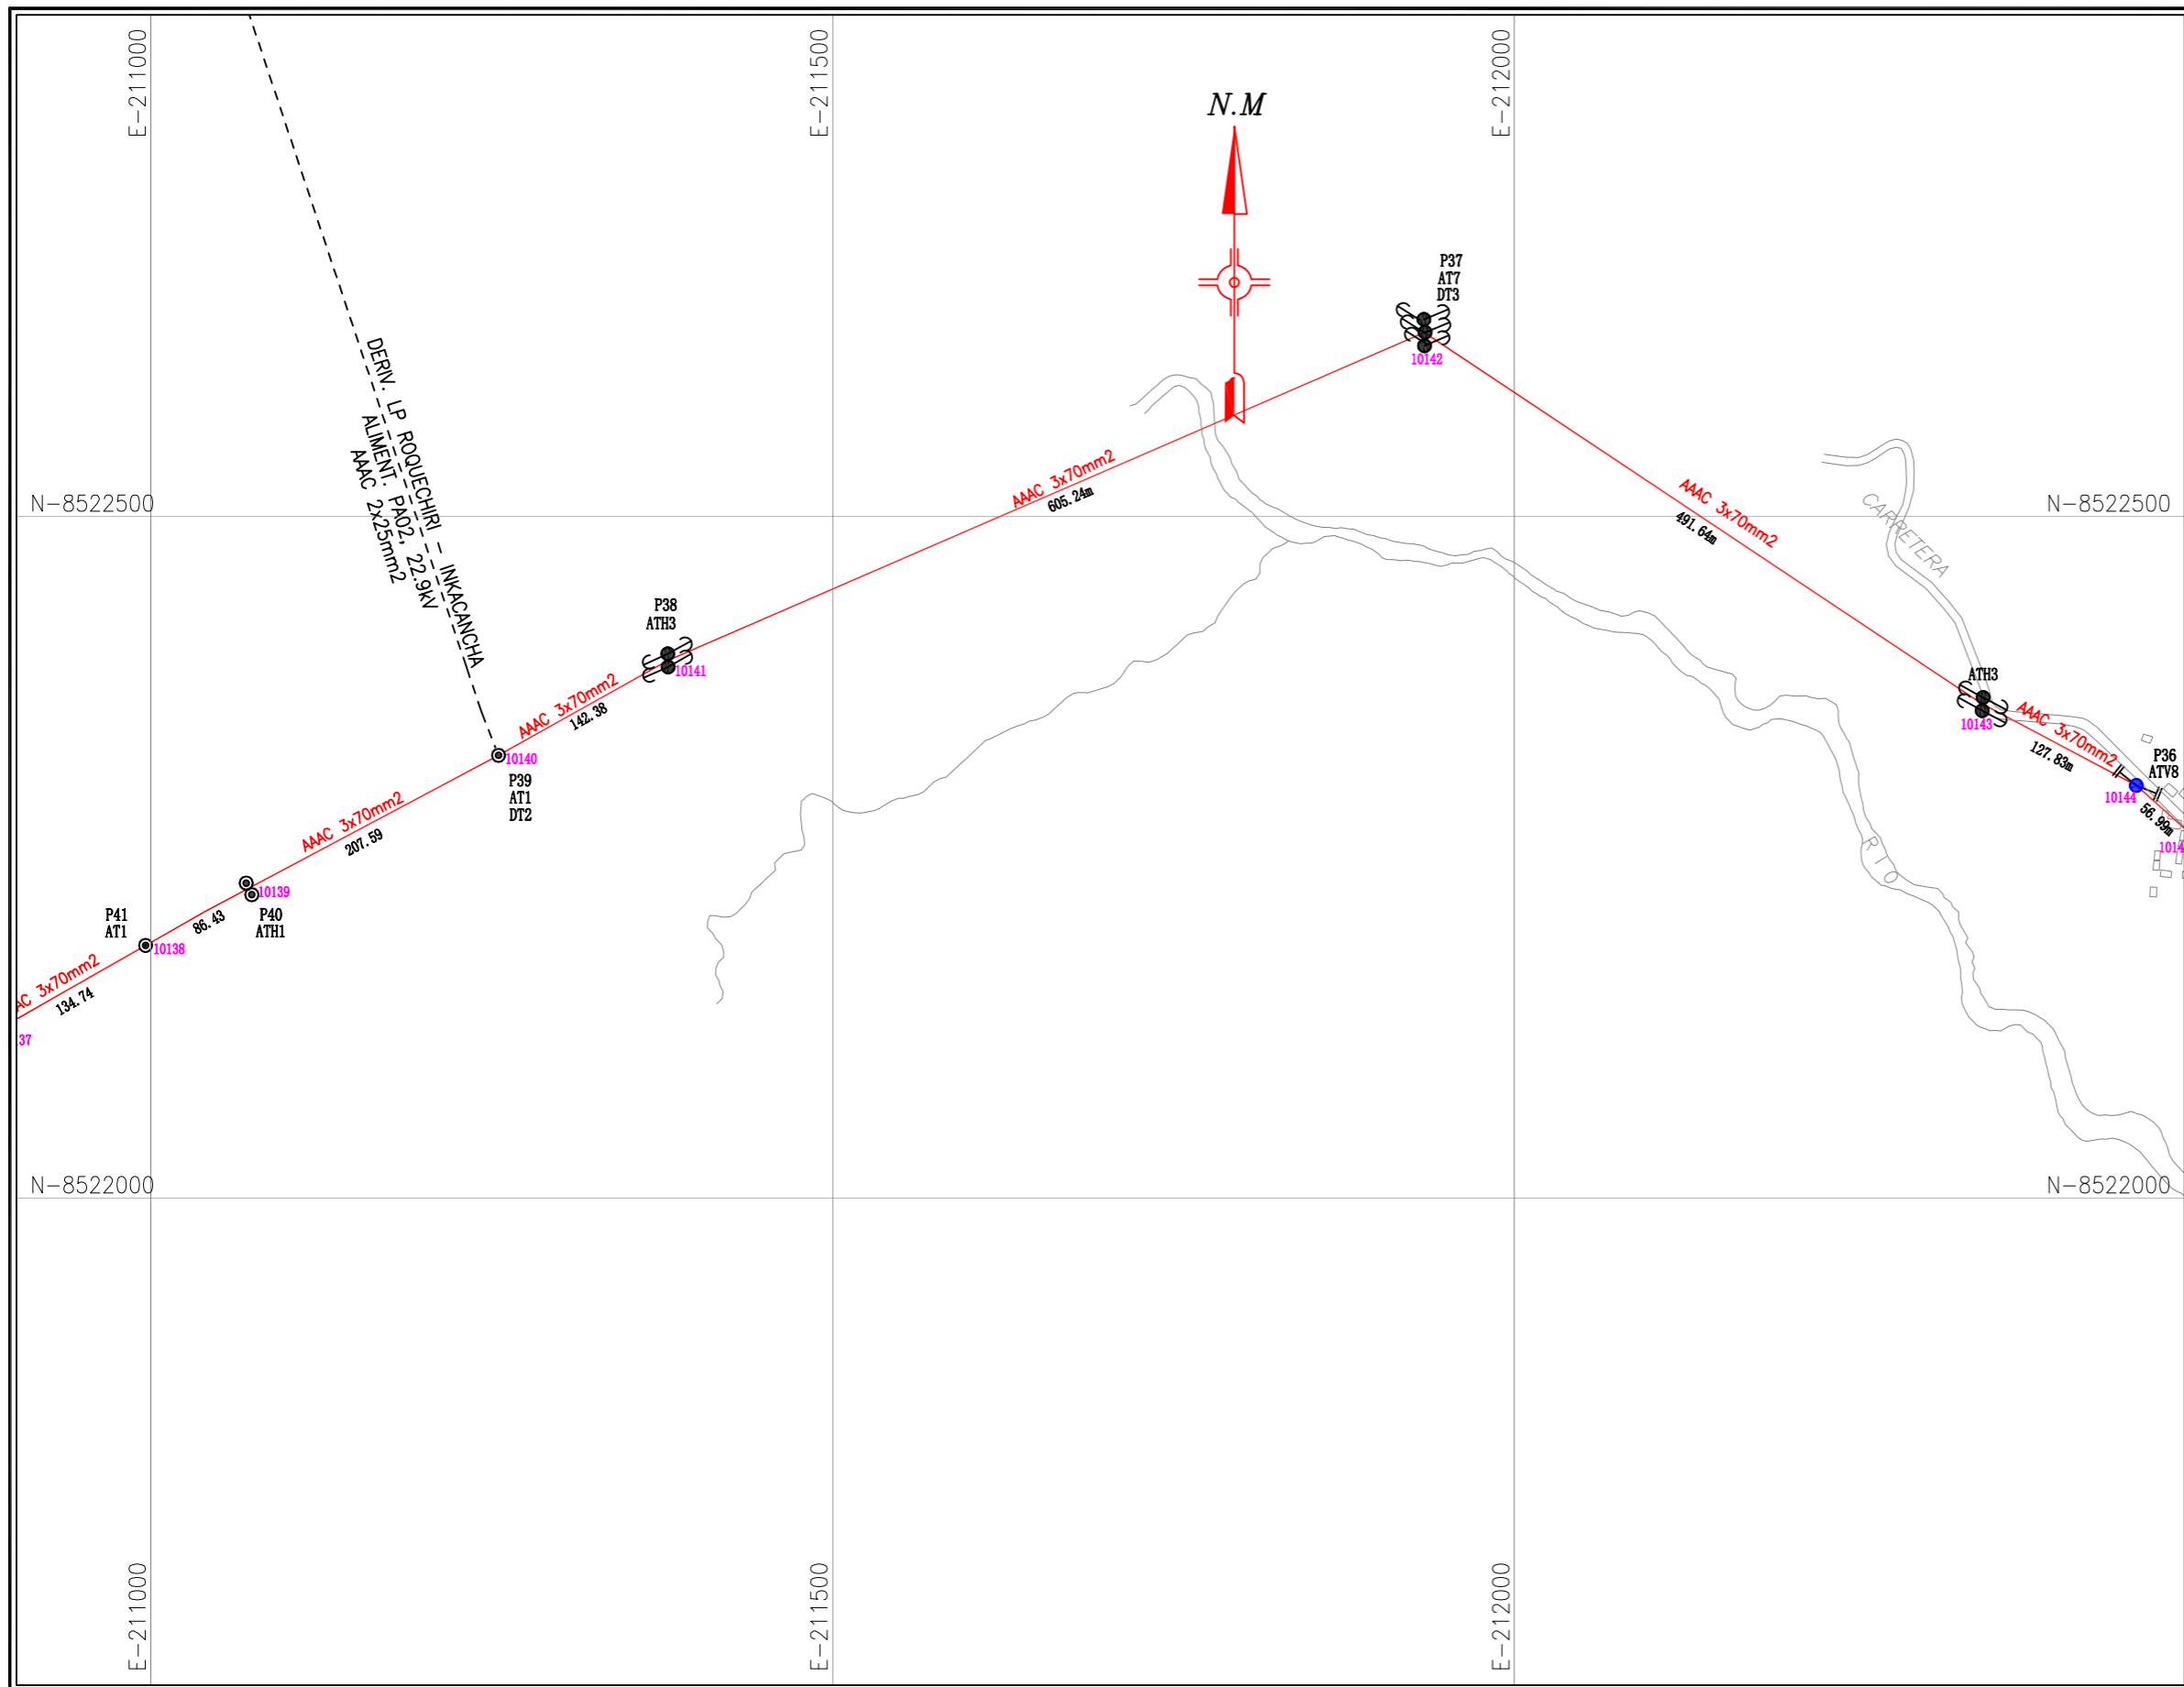 E-211000
E-211500
E-212000
N.M
P37
AT7
DT3
10142
DERIV. LP ROQUECHIRI - INKACANCHA
ALIMENT. PA02, 22.9kV
AAAC 2x25mm2
AAAC 3x70mm2
605.24m
AAAC 3x70mm2
491.64m
CARRETERA
N-8522500
N-8522500
P38
ATH3
10141
AAAC 3x70mm2
142.38
10140
P39
AT1
DT2
ATH3
10143
AAAC 3x70mm2
127.83m
P36
ATV8
10144
56.99m
1014
AAAC 3x70mm2
207.59
10139
P40
ATH1
86.43
P41
AT1
10138
AC 3x70mm2
134.74
37
RIO
N-8522000
N-8522000
E-211000
E-211500
E-212000